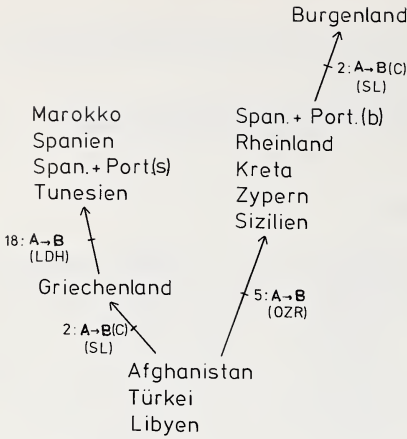 Burgenland
2: A→B(C)
(SL)
Marokko
Spanien
Span.+Port.(s)
Tunesien
Span.+ Port.(b)
Rheinland
Kreta
Zypern
Sizilien
18: A→B
(LDH)
Griechenland
2: A→B(C)
(SL)
5: A→B
(OZR)
Afghanistan
Türkei
Libyen